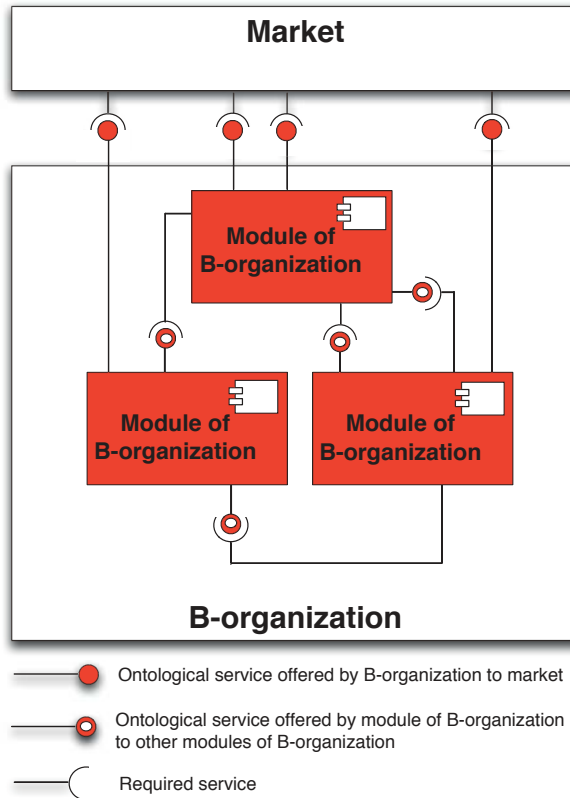 Market
Module of
B-organization
Module of
B-organization
Module of
B-organization
B-organization
Ontological service offered by B-organization to market
Ontological service offered by module of B-organization
to other modules of B-organization
Required service